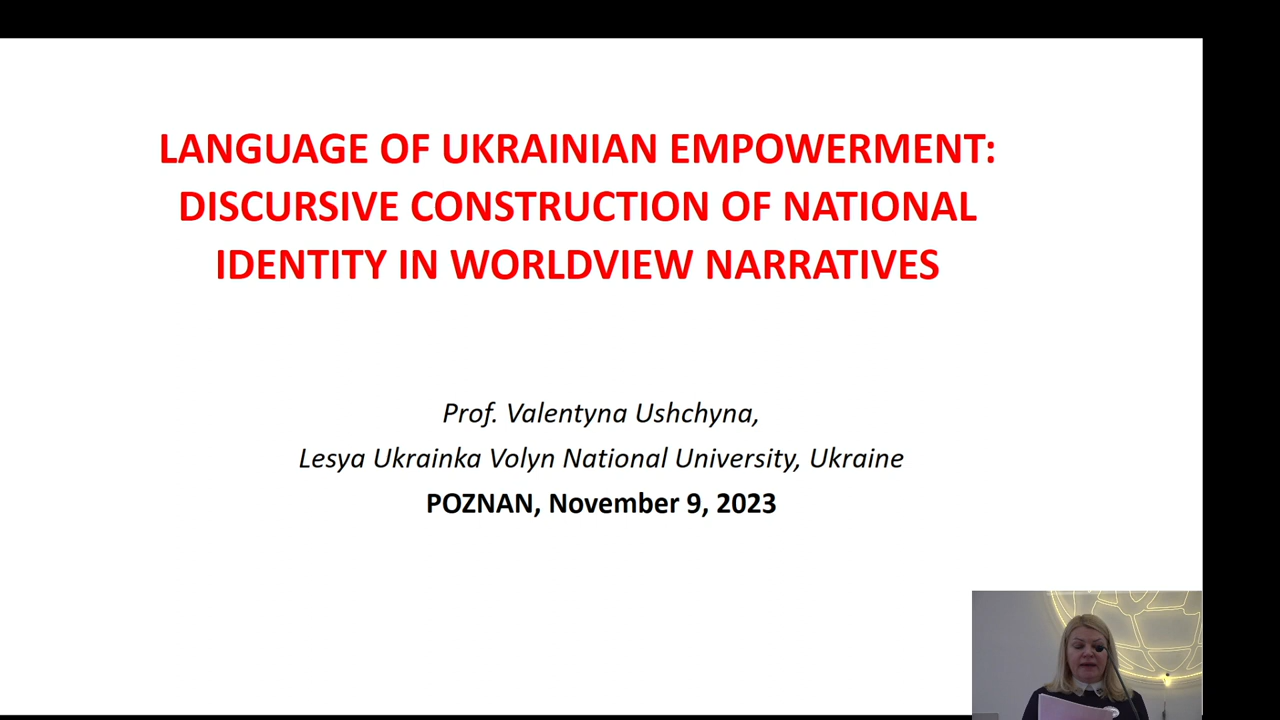 LANGUAGE OF UKRAINIAN EMPOWERMENT:
DISCURSIVE CONSTRUCTION OF NATIONAL
IDENTITY IN WORLDVIEW NARRATIVES
Prof. Valentyna Ushchyna,
Lesya Ukrainka Volyn National University, Ukraine
POZNAN, November 9, 2023